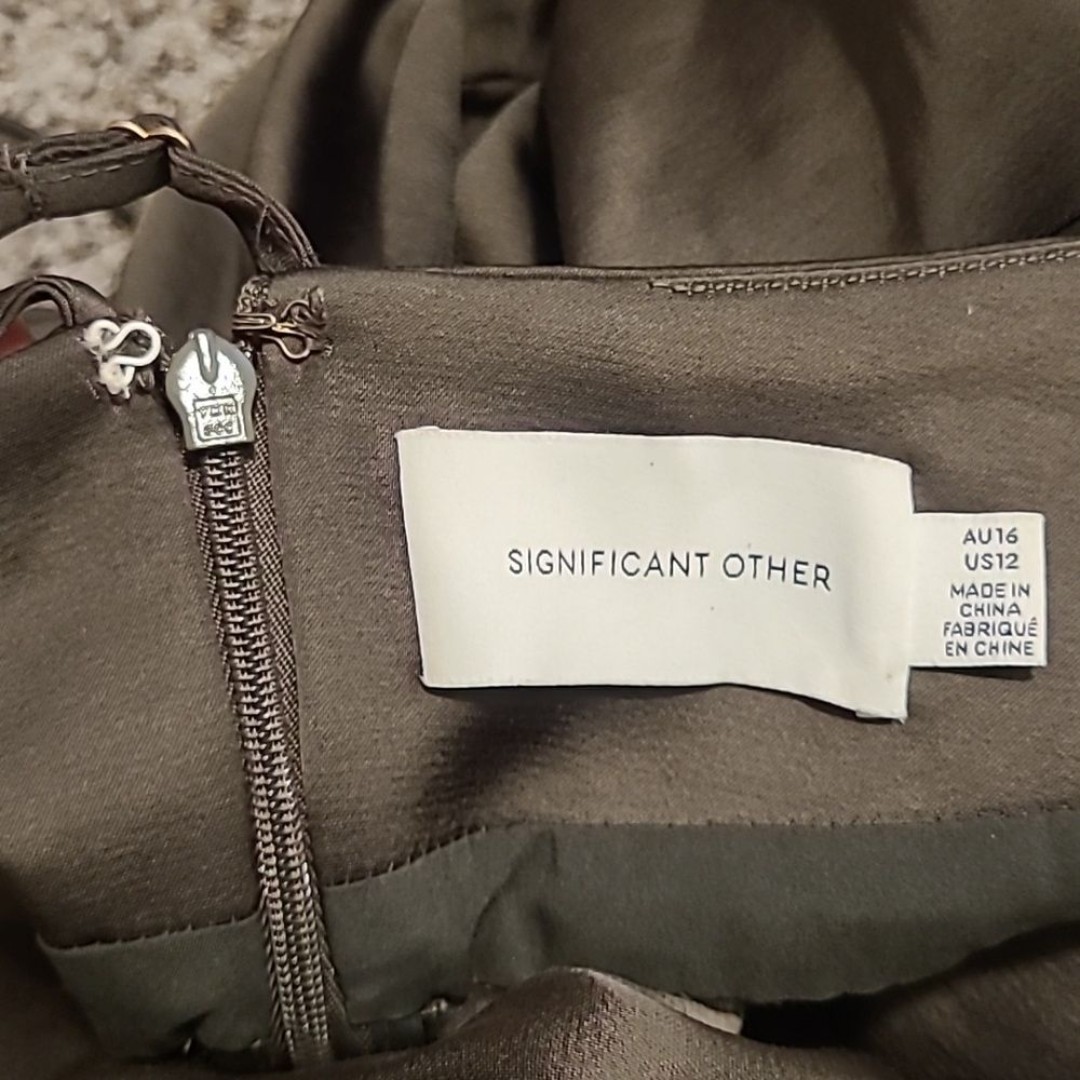 SIGNIFICANT OTHER
AU16
US12
MADE IN
CHINA
FABRIQUÉ
EN CHINE